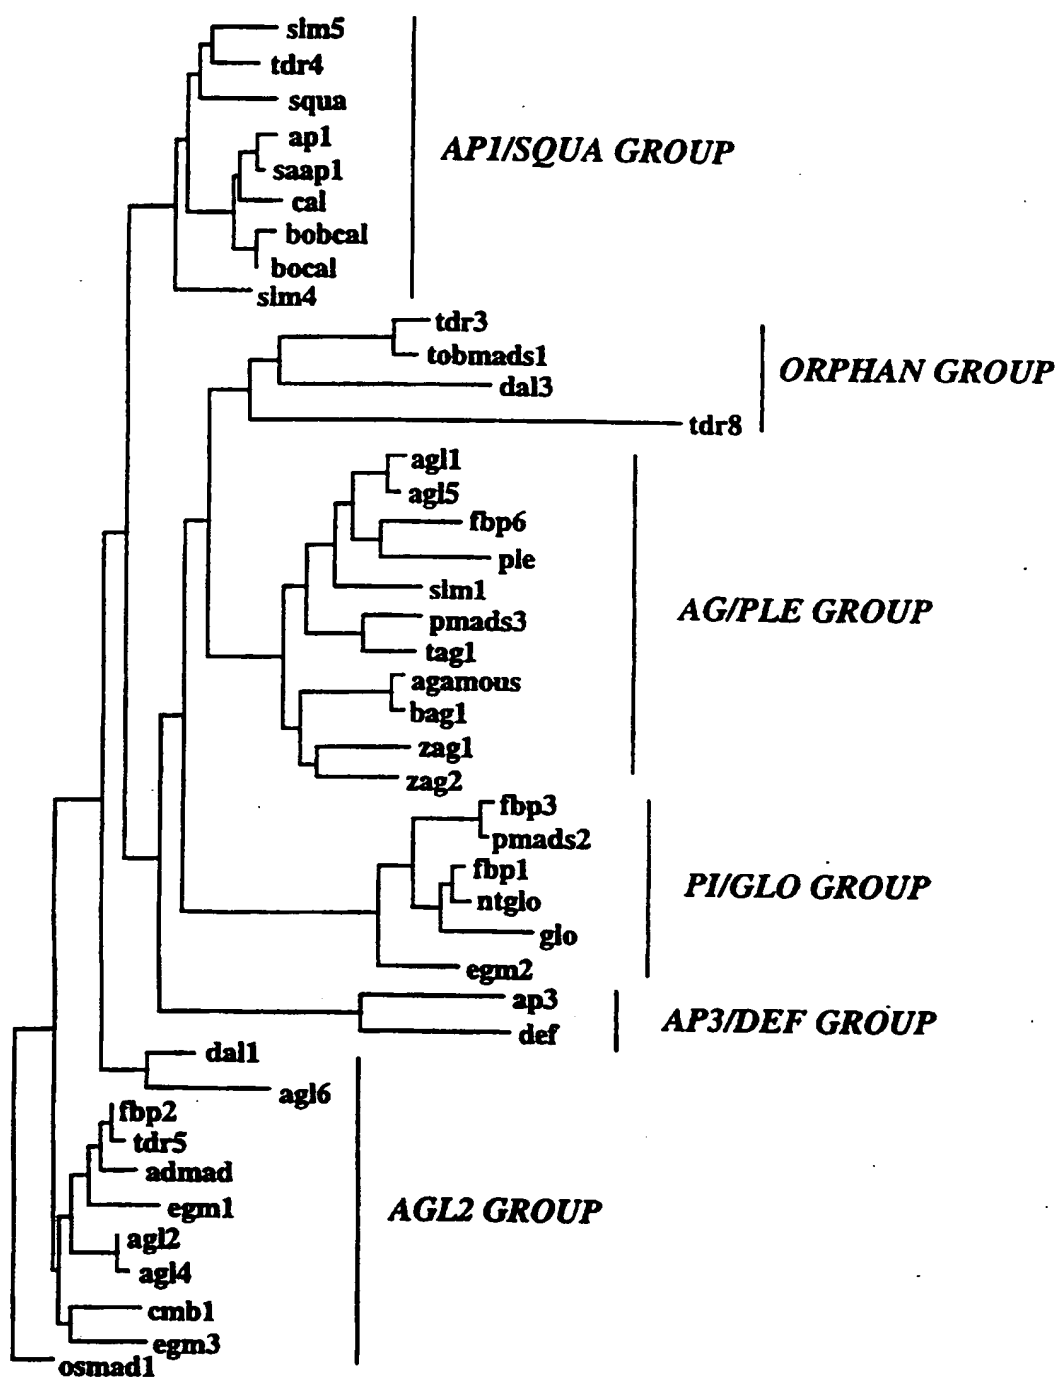 slm5
tdr4
squa
ap1
AP1/SQUA GROUP
saap1
cal
bobcal
bocal
slm4
tdr3
tobmads1
ORPHAN GROUP
dal3
tdr8
agl1
agl5
fbp6
ple
slm1
AG/PLE GROUP
pmads3
tag1
agamous
bag1
zag1
zag2
fbp3
pmads2
fbp1
PI/GLO GROUP
ntglo
glo
egm2
ap3
AP3/DEF GROUP
def
dal1
agl6
fbp2
tdr5
admad
egm1
AGL2 GROUP
agl2
agl4
cmb1
egm3
osmad1